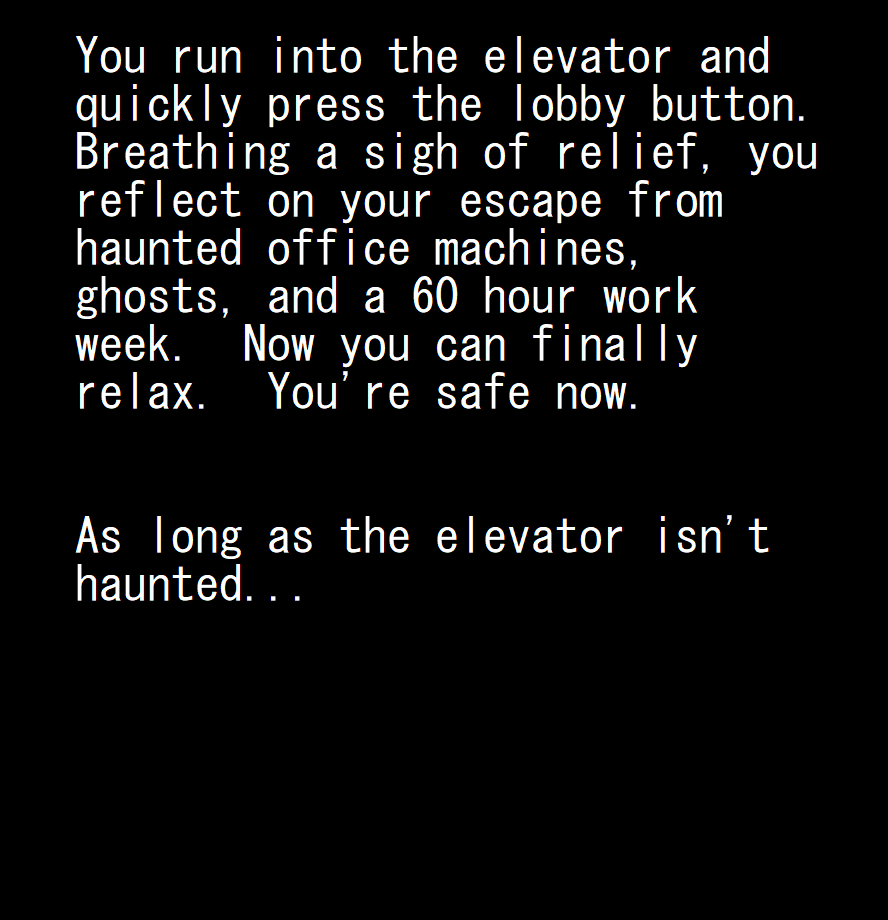 You run into the elevator and
quickly press the lobby button.
Breathing a sigh of relief, you
reflect on your escape from
haunted office machines,
ghosts, and a 60 hour work
week.  Now you can finally
relax.  You're safe now.
As long as the elevator isn't
haunted...